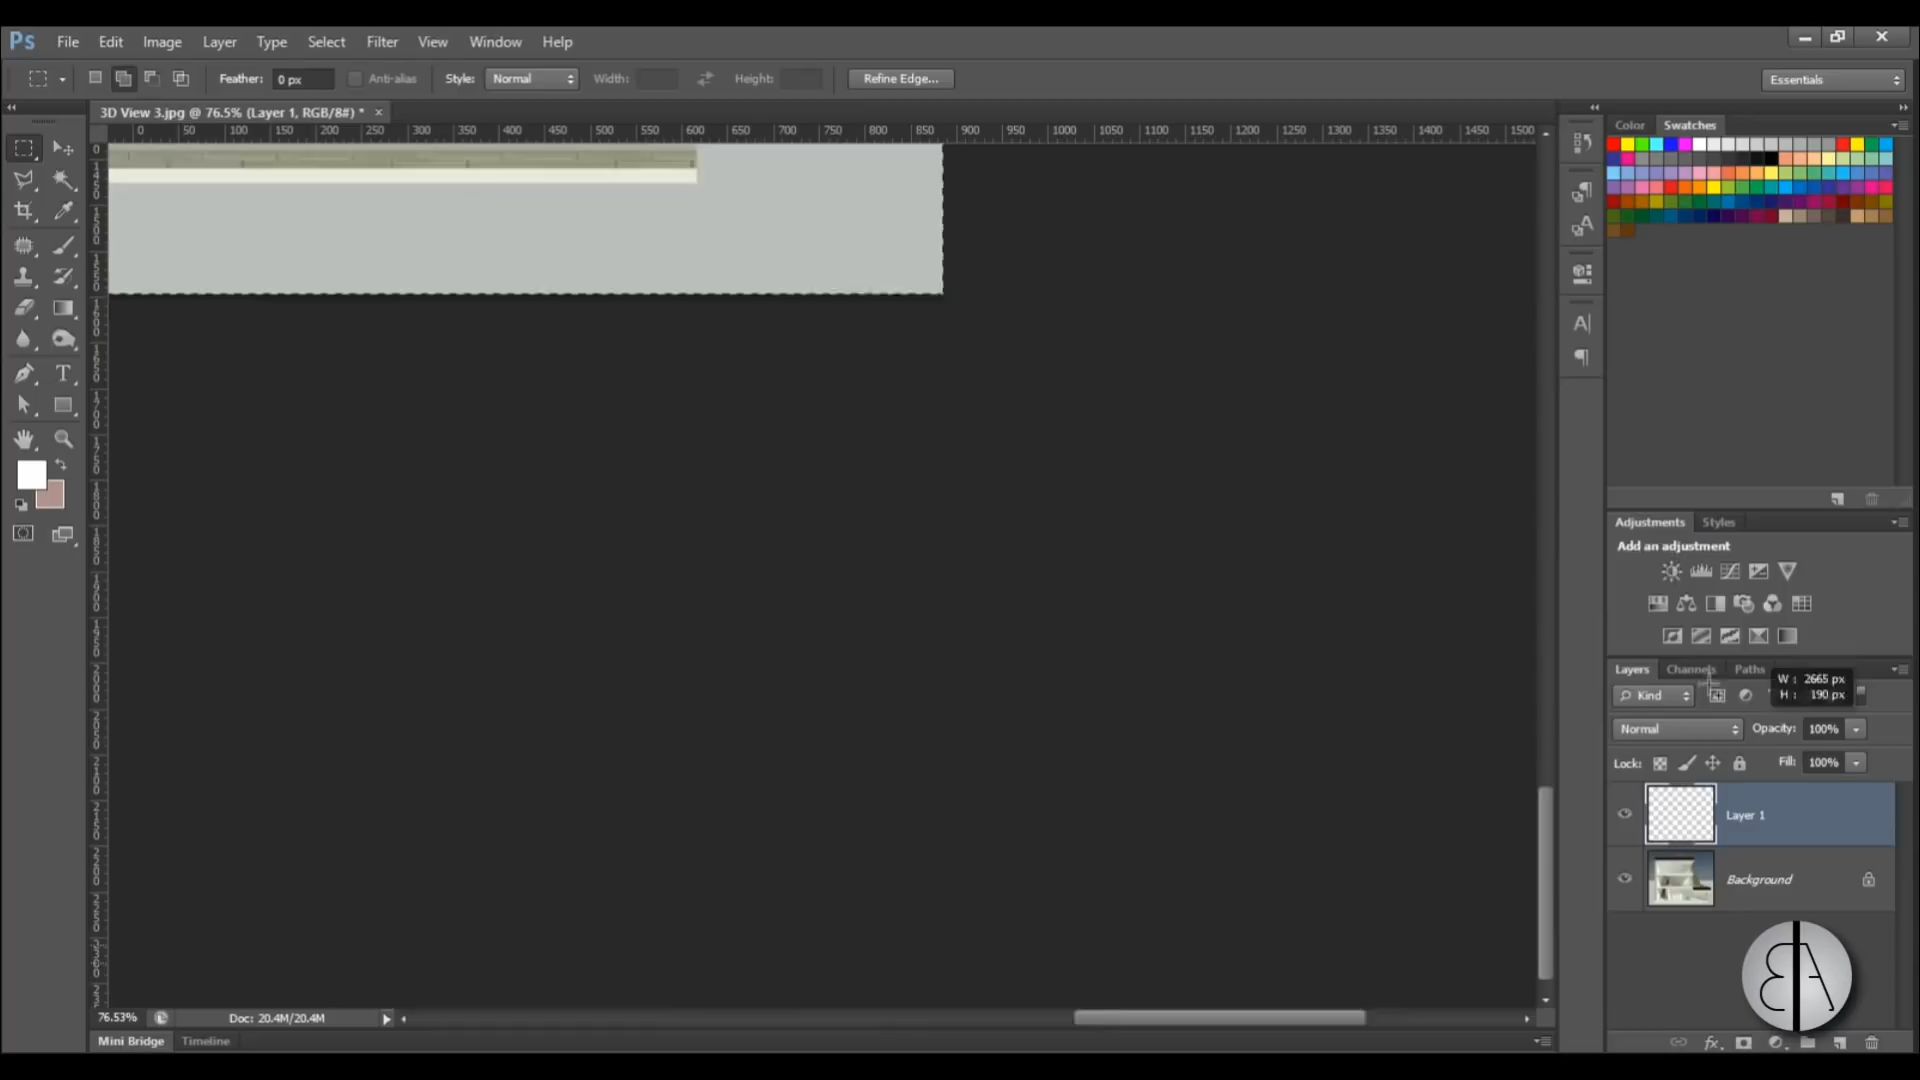 Ps File Edit Image Layer Type Select Filter View Window Help
Feather: 0 px Anti-alias Style: Normal Width: Height: Refine Edge... Essentials
3D View 3.jpg @ 76.5% (Layer 1, RGB/8#) * ×
0 50 100 150 200 250 300 350 400 450 500 550 600 650 700 750 800 850 900 950 1000 1050 1100 1150 1200 1250 1300 1350 1400 1450 1500
Color Swatches
Adjustments Styles
Add an adjustment
Layers Channels Paths
W : 2665 px
H : 190 px
Kind
Normal Opacity: 100%
Lock: Fill: 100%
Layer 1
Background
BA
76.53% Doc: 20.4M/20.4M
fx
Mini Bridge Timeline